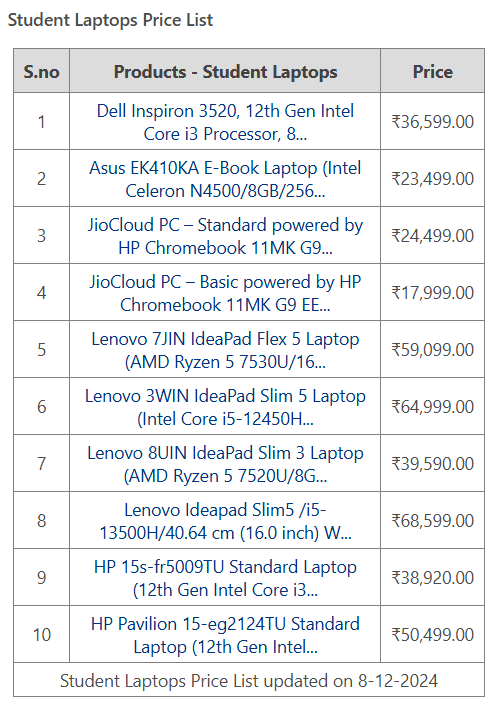 Student Laptops Price List
S.no Products - Student Laptops Price
1 Dell Inspiron 3520, 12th Gen Intel
Core i3 Processor, 8... ₹36,599.00
2 Asus EK410KA E-Book Laptop (Intel
Celeron N4500/8GB/256... ₹23,499.00
3 JioCloud PC – Standard powered by
HP Chromebook 11MK G9... ₹24,499.00
4 JioCloud PC – Basic powered by HP
Chromebook 11MK G9 EE... ₹17,999.00
5 Lenovo 7JIN IdeaPad Flex 5 Laptop
(AMD Ryzen 5 7530U/16... ₹59,099.00
6 Lenovo 3WIN IdeaPad Slim 5 Laptop
(Intel Core i5-12450H... ₹64,999.00
7 Lenovo 8UIN IdeaPad Slim 3 Laptop
(AMD Ryzen 5 7520U/8G... ₹39,590.00
8 Lenovo Ideapad Slim5 /i5-
13500H/40.64 cm (16.0 inch) W... ₹68,599.00
9 HP 15s-fr5009TU Standard Laptop
(12th Gen Intel Core i3... ₹38,920.00
10 HP Pavilion 15-eg2124TU Standard
Laptop (12th Gen Intel... ₹50,499.00
Student Laptops Price List updated on 8-12-2024